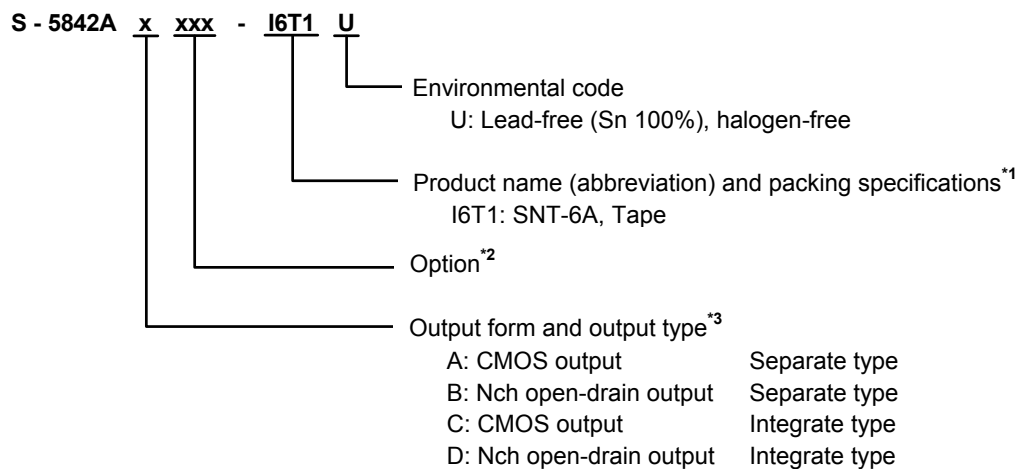 S - 5842A x xxx - I6T1 U
Environmental code
U: Lead-free (Sn 100%), halogen-free
Product name (abbreviation) and packing specifications*1
I6T1: SNT-6A, Tape
Option*2
Output form and output type*3
A: CMOS output Separate type
B: Nch open-drain output Separate type
C: CMOS output Integrate type
D: Nch open-drain output Integrate type